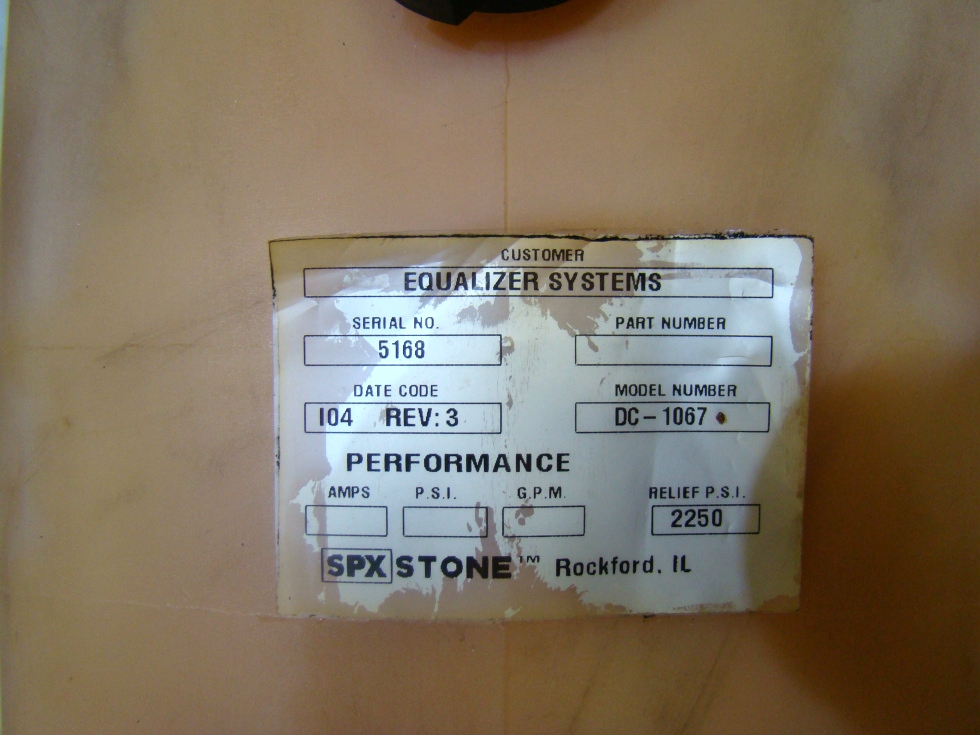 CUSTOMER
EQUALIZER SYSTEMS
SERIAL NO. PART NUMBER
5168
DATE CODE MODEL NUMBER
I04 REV: 3 DC-1067
PERFORMANCE
AMPS P.S.I. G.P.M. RELIEF P.S.I.
2250
SPX STONE™ Rockford, IL